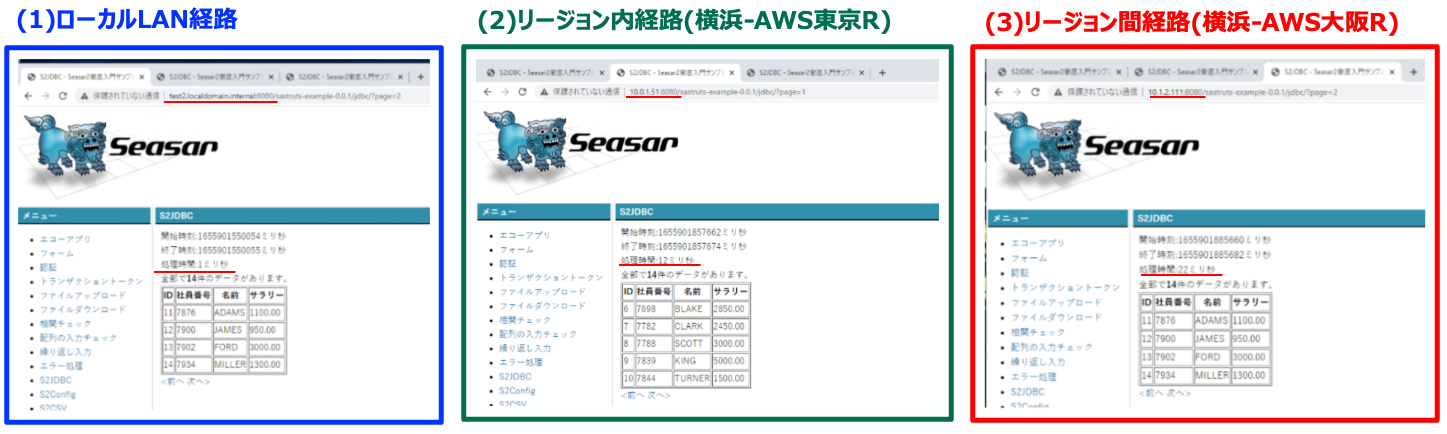 (1)ローカルLAN経路
S2JDBC - Seasar2徹底入門サンプ
S2JDBC - Seasar2徹底入門サンプ
S2JDBC - Seasar2徹底入門サンプ
保護されていない通信 | test2.localdomain.internal:8080/sastruts-example-0.0.1/jdbc/?page=2
Seasar
メニュー
エコーアプリ
フォーム
認証
トランザクショントークン
ファイルアップロード
ファイルダウンロード
相関チェック
配列の入力チェック
繰り返し入力
エラー処理
S2JDBC
S2Config
S2CSV
S2JDBC
開始時刻:1655901550054ミリ秒
終了時刻:1655901550055ミリ秒
処理時間:1ミリ秒
全部で14件のデータがあります。
ID 社員番号 名前 サラリー
11 7876 ADAMS 1100.00
12 7900 JAMES 950.00
13 7902 FORD 3000.00
14 7934 MILLER 1300.00
<前へ 次へ>
(2)リージョン内経路(横浜-AWS東京R)
S2JDBC - Seasar2徹底入門サンプ
S2JDBC - Seasar2徹底入門サンプ
S2JDBC - Seasar2徹底入門サンプ
保護されていない通信 | 10.0.1.51:8080/sastruts-example-0.0.1/jdbc/?page=1
Seasar
メニュー
エコーアプリ
フォーム
認証
トランザクショントークン
ファイルアップロード
ファイルダウンロード
相関チェック
配列の入力チェック
繰り返し入力
エラー処理
S2JDBC
S2Config
S2CSV
S2JDBC
開始時刻:1655901857662ミリ秒
終了時刻:1655901857674ミリ秒
処理時間:12ミリ秒
全部で14件のデータがあります。
ID 社員番号 名前 サラリー
6 7698 BLAKE 2850.00
7 7782 CLARK 2450.00
8 7788 SCOTT 3000.00
9 7839 KING 5000.00
10 7844 TURNER 1500.00
<前へ 次へ>
(3)リージョン間経路(横浜-AWS大阪R)
S2JDBC - Seasar2徹底入門サンプ
S2JDBC - Seasar2徹底入門サンプ
S2JDBC - Seasar2徹底入門サンプ
保護されていない通信 | 10.1.2.111:8080/sastruts-example-0.0.1/jdbc/?page=2
Seasar
メニュー
エコーアプリ
フォーム
認証
トランザクショントークン
ファイルアップロード
ファイルダウンロード
相関チェック
配列の入力チェック
繰り返し入力
エラー処理
S2JDBC
S2Config
S2JDBC
開始時刻:1655901885660ミリ秒
終了時刻:1655901885682ミリ秒
処理時間:22ミリ秒
全部で14件のデータがあります。
ID 社員番号 名前 サラリー
11 7876 ADAMS 1100.00
12 7900 JAMES 950.00
13 7902 FORD 3000.00
14 7934 MILLER 1300.00
<前へ 次へ>